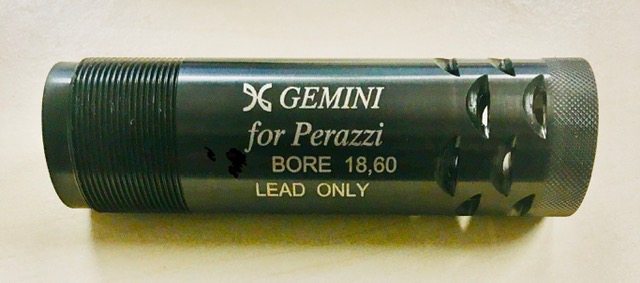 GEMINI
for Perazzi
BORE 18,60
LEAD ONLY